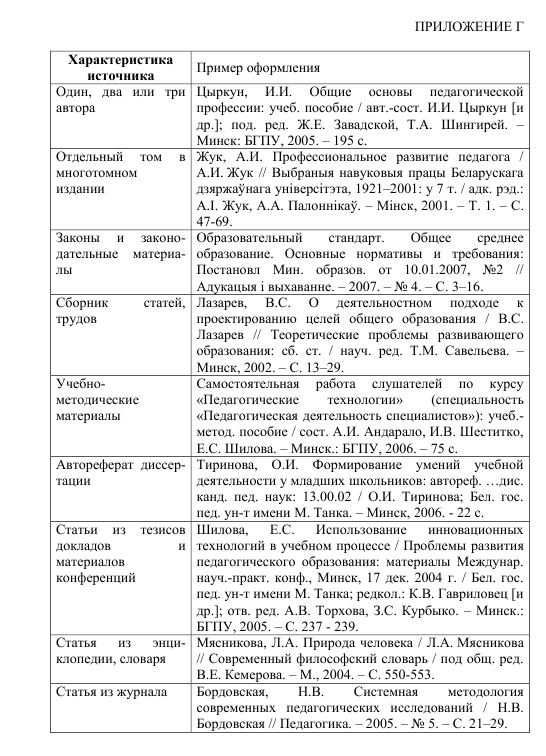 ПРИЛОЖЕНИЕ Г
Характеристика
источника
Пример оформления
Один, два или три
автора
Цыркун, И.И. Общие основы педагогической
профессии: учеб. пособие / авт.-сост. И.И. Цыркун [и
др.]; под. ред. Ж.Е. Завадской, Т.А. Шингирей. –
Минск: БГПУ, 2005. – 195 с.
Отдельный том в
многотомном
издании
Жук, А.И. Профессиональное развитие педагога /
А.И. Жук // Выбраныя навуковыя працы Беларускага
дзяржаўнага універсітэта, 1921–2001: у 7 т. / адк. рэд.:
А.І. Жук, А.А. Палоннікаў. – Мінск, 2001. – Т. 1. – С.
47-69.
Законы и законо-
дательные материа-
лы
Образовательный стандарт. Общее среднее
образование. Основные нормативы и требования:
Постановл Мин. образов. от 10.01.2007, №2 //
Адукацыя і выхаванне. – 2007. – № 4. – С. 3–16.
Сборник статей,
трудов
Лазарев, В.С. О деятельностном подходе к
проектированию целей общего образования / В.С.
Лазарев // Теоретические проблемы развивающего
образования: сб. ст. / науч. ред. Т.М. Савельева. –
Минск, 2002. – С. 13–29.
Учебно-
методические
материалы
Самостоятельная работа слушателей по курсу
«Педагогические технологии» (специальность
«Педагогическая деятельность специалистов»): учеб.-
метод. пособие / сост. А.И. Андарало, И.В. Шеститко,
Е.С. Шилова. – Минск.: БГПУ, 2006. – 75 с.
Автореферат диссер-
тации
Тиринова, О.И. Формирование умений учебной
деятельности у младших школьников: автореф. …дис.
канд. пед. наук: 13.00.02 / О.И. Тиринова; Бел. гос.
пед. ун-т имени М. Танка. – Минск, 2006. - 22 с.
Статьи из тезисов
докладов и
материалов
конференций
Шилова, Е.С. Использование инновационных
технологий в учебном процессе / Проблемы развития
педагогического образования: материалы Междунар.
науч.-практ. конф., Минск, 17 дек. 2004 г. / Бел. гос.
пед. ун-т имени М. Танка; редкол.: К.В. Гавриловец [и
др.]; отв. ред. А.В. Торхова, З.С. Курбыко. – Минск.:
БГПУ, 2005. – С. 237 - 239.
Статья из энци-
клопедии, словаря
Мясникова, Л.А. Природа человека / Л.А. Мясникова
// Современный философский словарь / под общ. ред.
В.Е. Кемерова. – М., 2004. – С. 550-553.
Статья из журнала
Бордовская, Н.В. Системная методология
современных педагогических исследований / Н.В.
Бордовская // Педагогика. – 2005. – № 5. – С. 21–29.